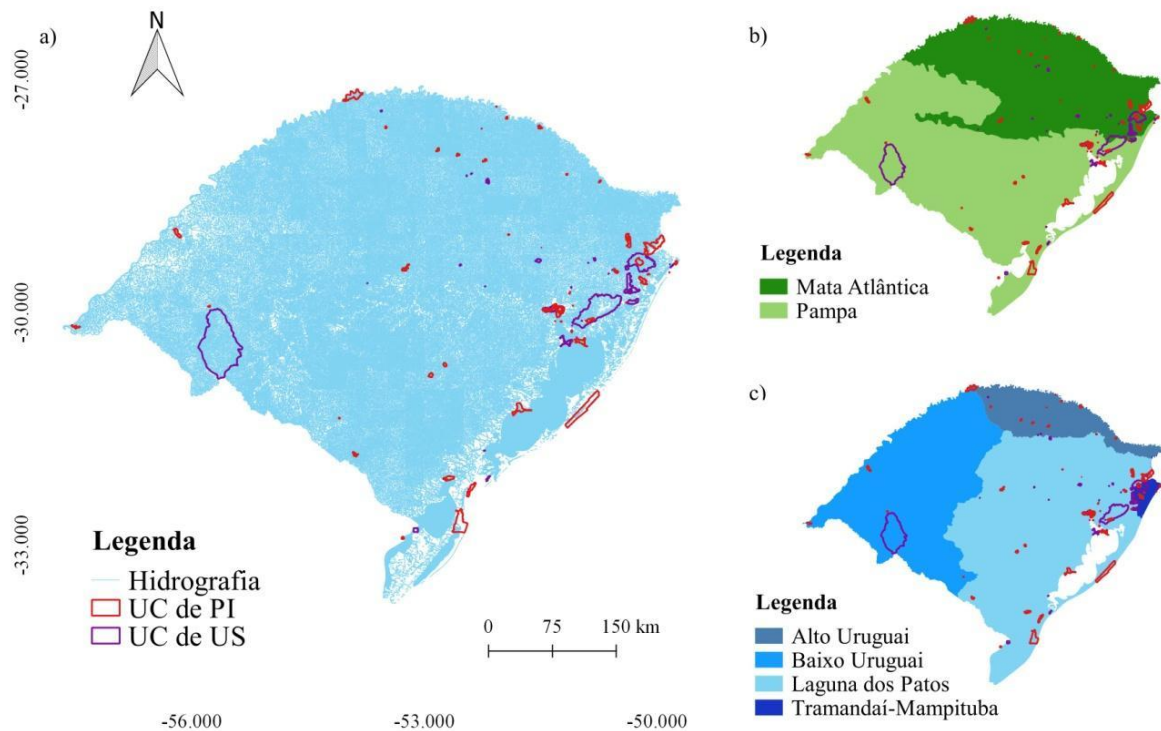 a)
N
-27.000
-30.000
-33.000
Legenda
Hidrografia
UC de PI
UC de US
0 75 150 km
-56.000 -53.000 -50.000
b)
Legenda
Mata Atlântica
Pampa
c)
Legenda
Alto Uruguai
Baixo Uruguai
Laguna dos Patos
Tramandaí-Mampituba